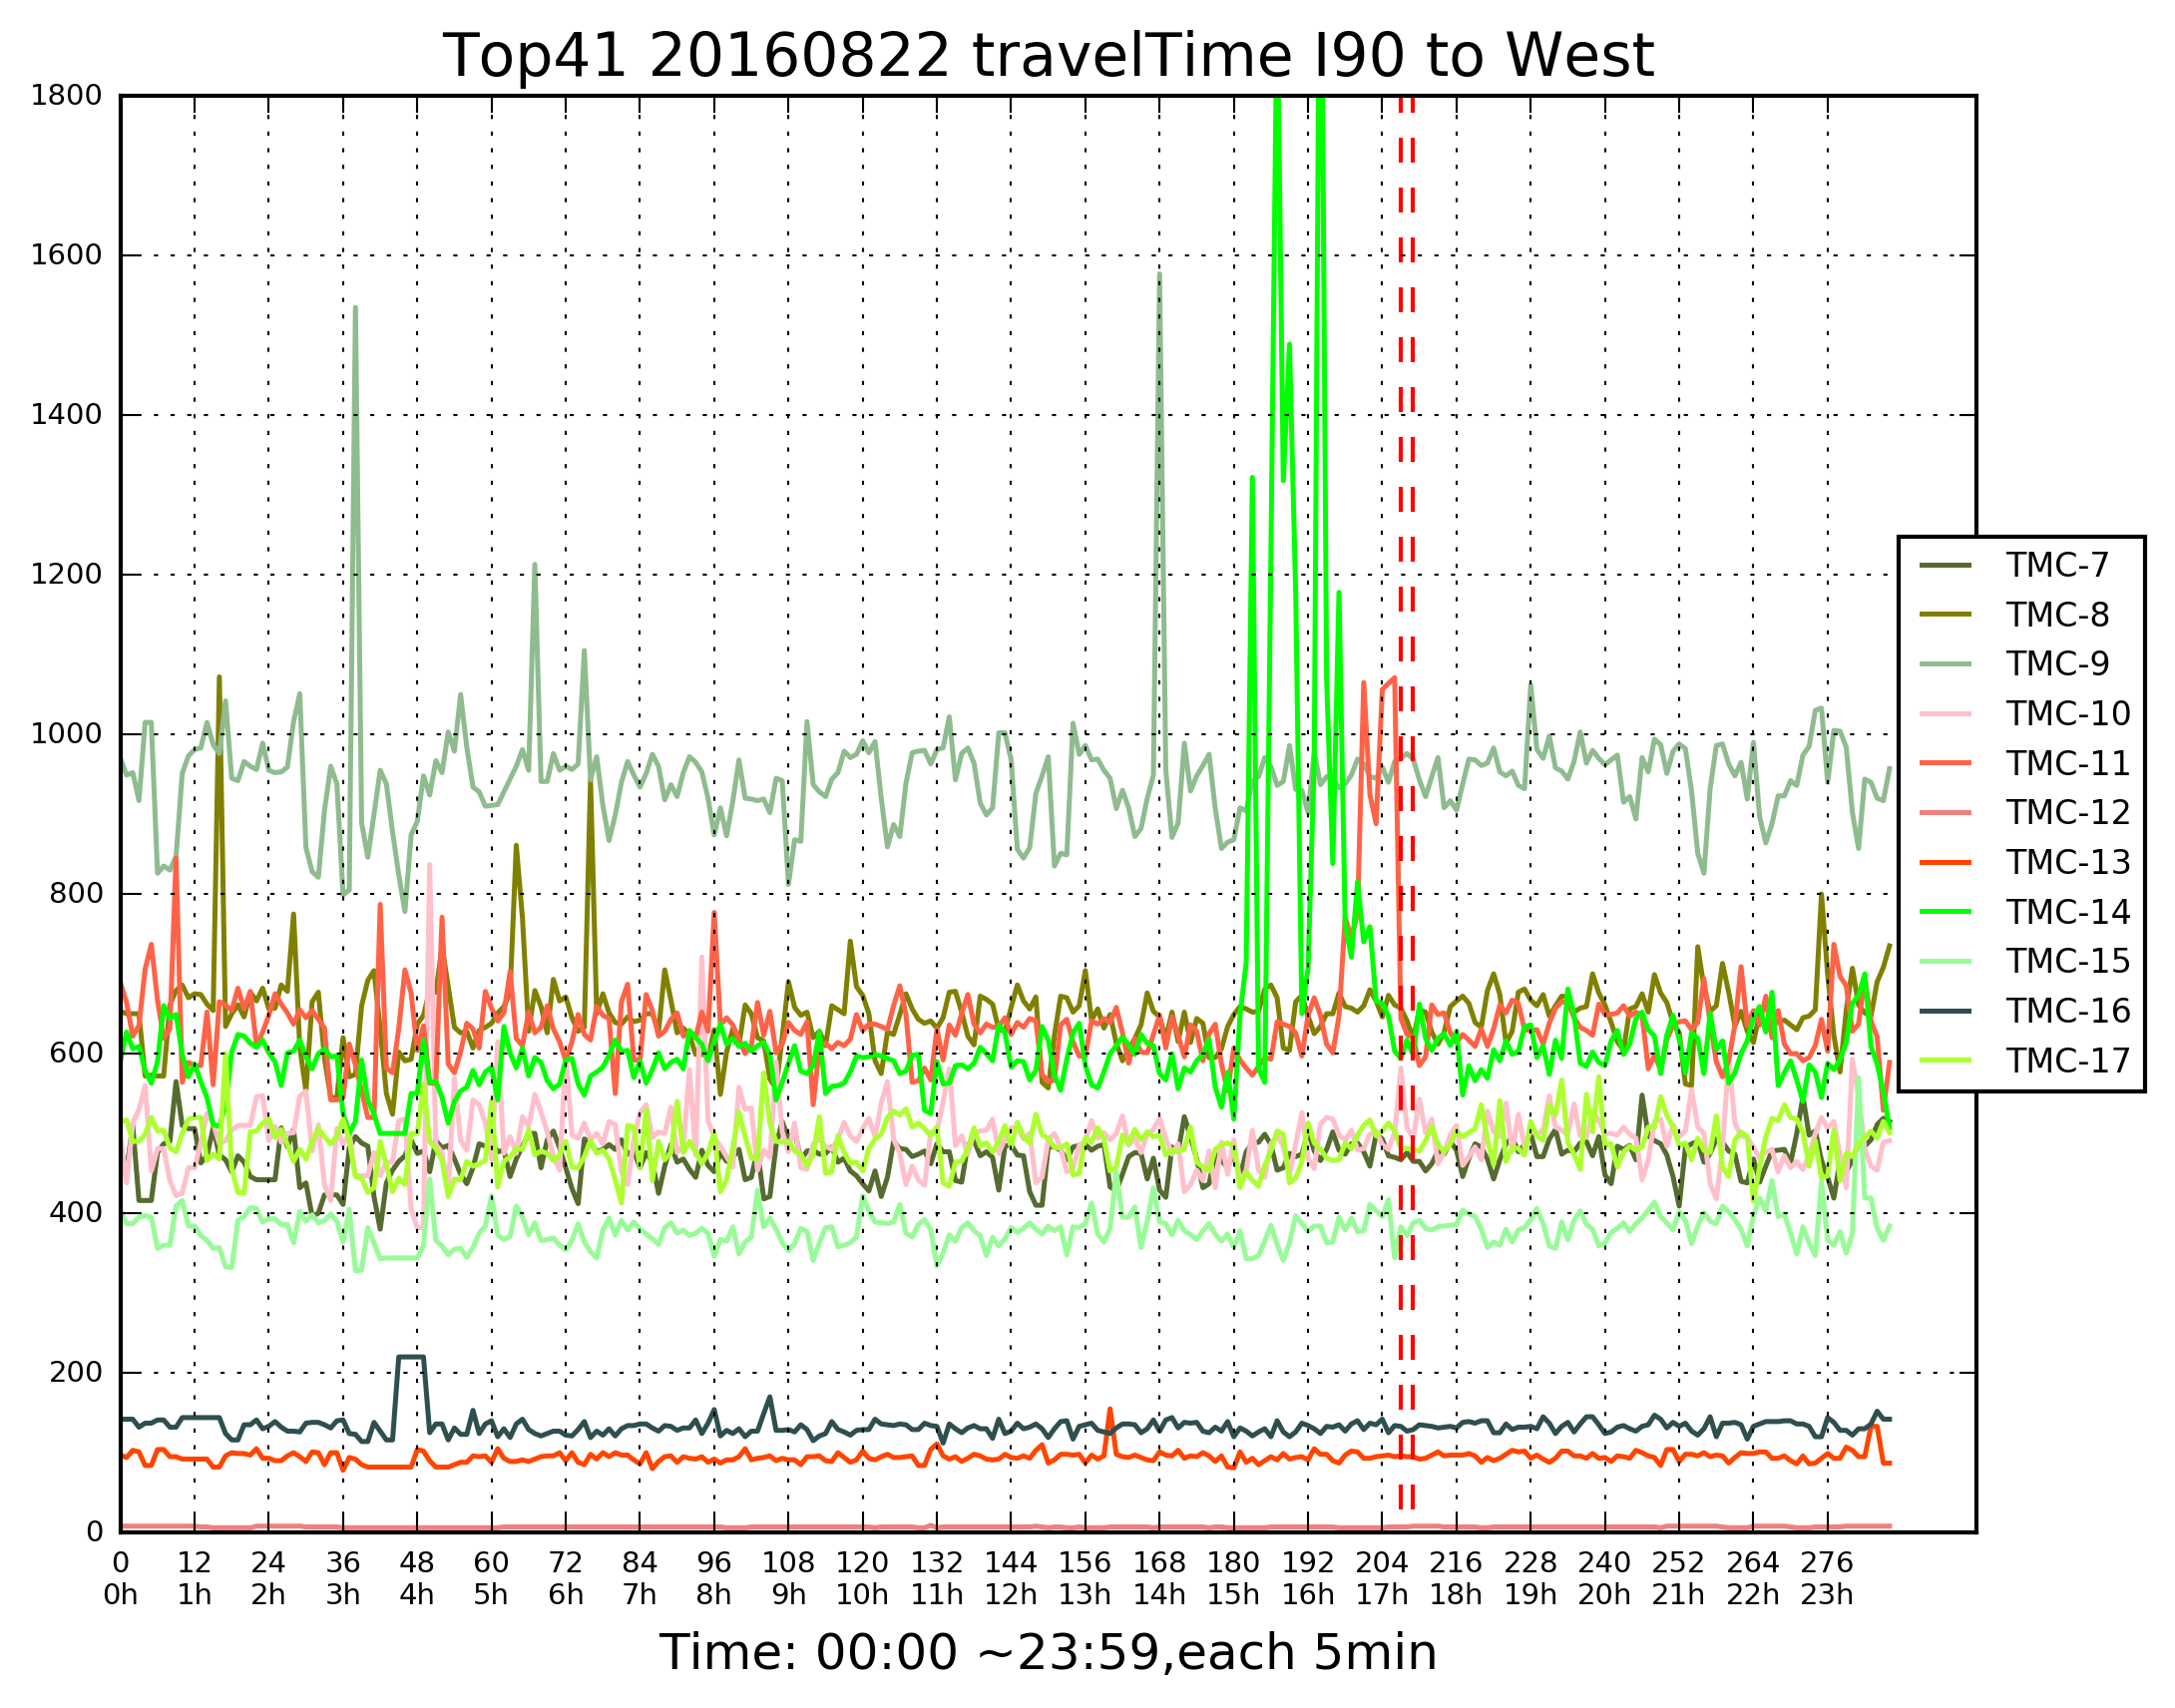 Top41 20160822 travelTime I90 to West
1800
1600
1400
1200
1000
800
600
400
200
0
0 12 24 36 48 60 72 84 96 108 120 132 144 156 168 180 192 204 216 228 240 252 264 276
0h 1h 2h 3h 4h 5h 6h 7h 8h 9h 10h 11h 12h 13h 14h 15h 16h 17h 18h 19h 20h 21h 22h 23h
Time: 00:00 ~23:59,each 5min
TMC-7
TMC-8
TMC-9
TMC-10
TMC-11
TMC-12
TMC-13
TMC-14
TMC-15
TMC-16
TMC-17